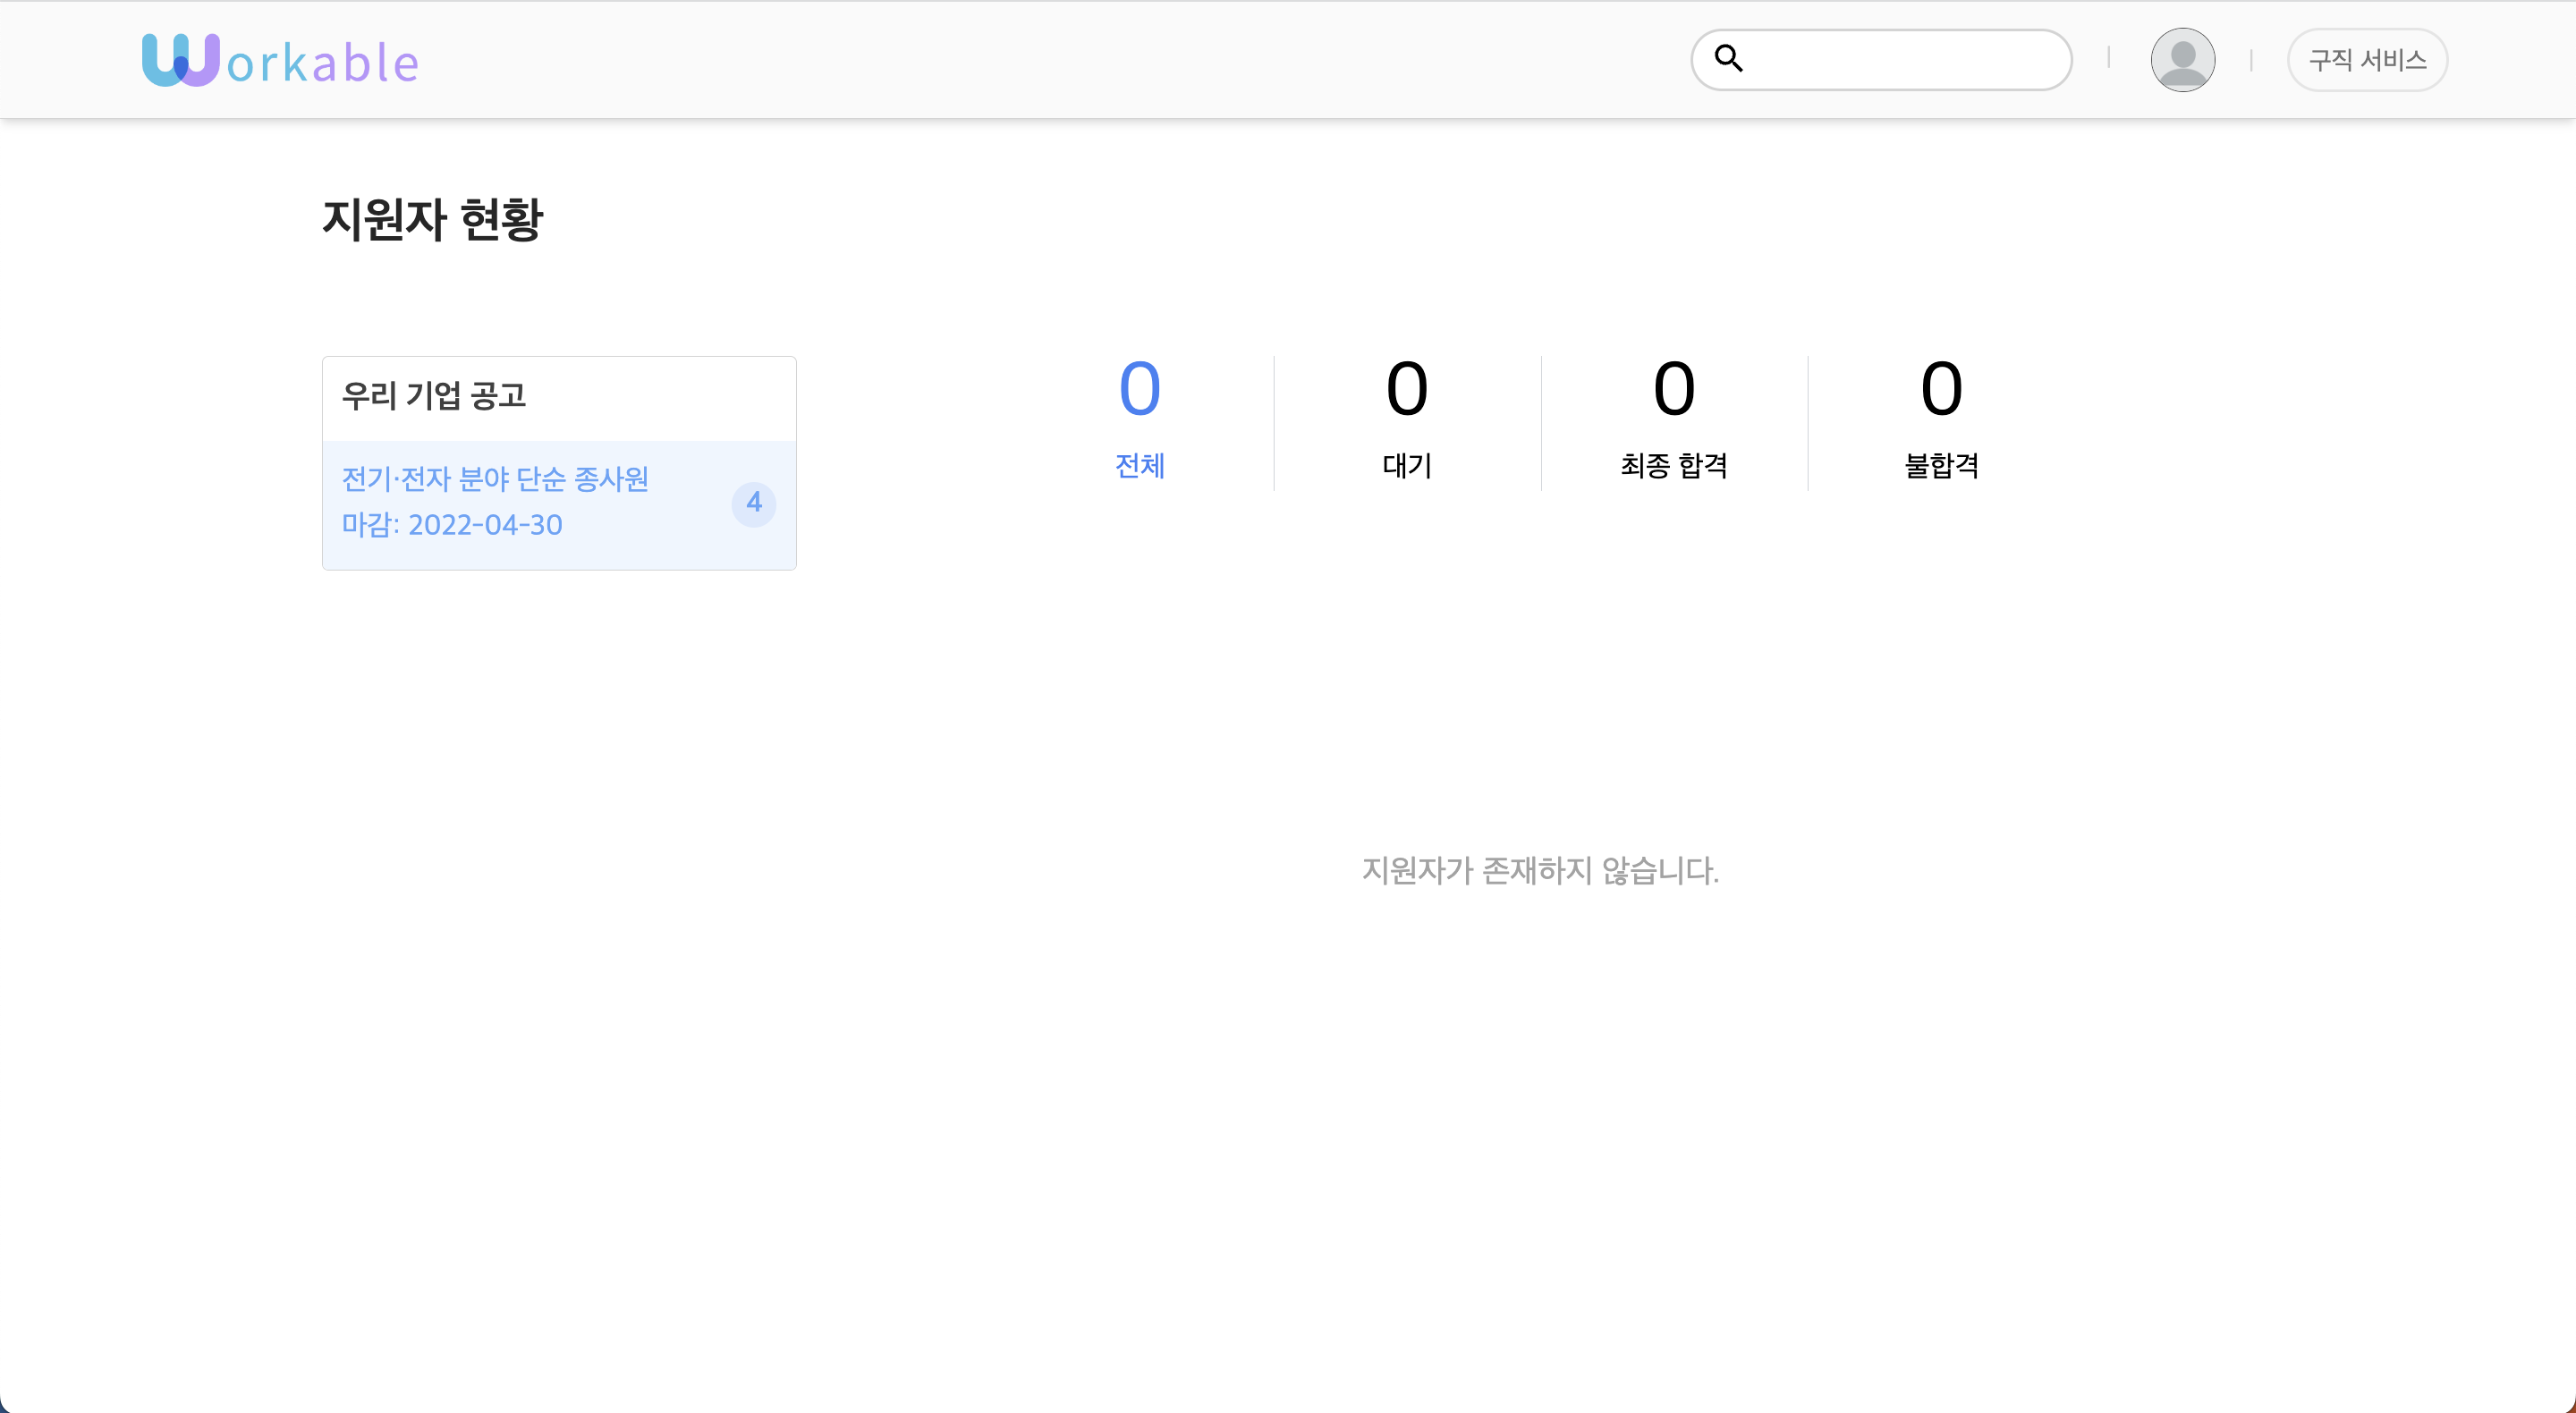 Workable
구직 서비스
지원자 현황
우리 기업 공고
전기·전자 분야 단순 종사원
마감: 2022-04-30
4
0
전체
0
대기
0
최종 합격
0
불합격
지원자가 존재하지 않습니다.